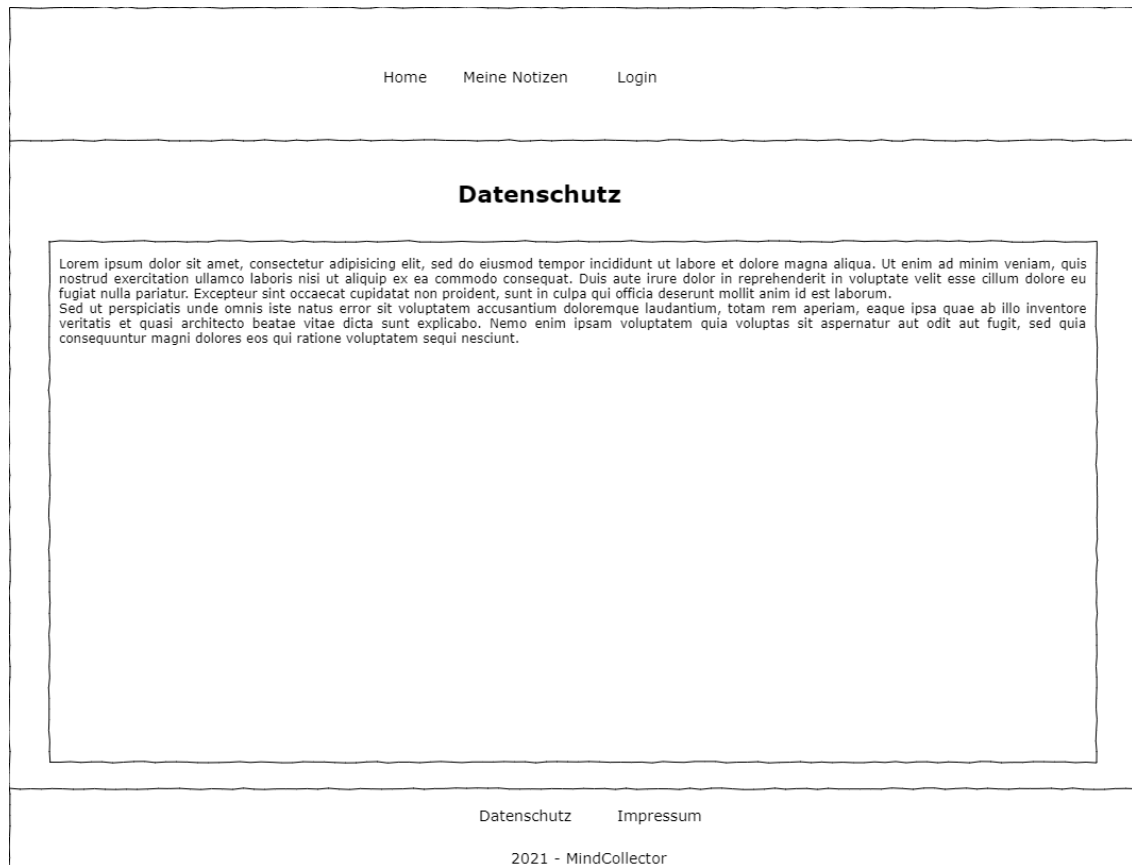 Home Meine Notizen Login
Datenschutz
Lorem ipsum dolor sit amet, consectetur adipisicing elit, sed do eiusmod tempor incididunt ut labore et dolore magna aliqua. Ut enim ad minim veniam, quis
nostrud exercitation ullamco laboris nisi ut aliquip ex ea commodo consequat. Duis aute irure dolor in reprehenderit in voluptate velit esse cillum dolore eu
fugiat nulla pariatur. Excepteur sint occaecat cupidatat non proident, sunt in culpa qui officia deserunt mollit anim id est laborum.
Sed ut perspiciatis unde omnis iste natus error sit voluptatem accusantium doloremque laudantium, totam rem aperiam, eaque ipsa quae ab illo inventore
veritatis et quasi architecto beatae vitae dicta sunt explicabo. Nemo enim ipsam voluptatem quia voluptas sit aspernatur aut odit aut fugit, sed quia
consequuntur magni dolores eos qui ratione voluptatem sequi nesciunt.
Datenschutz Impressum
2021 - MindCollector